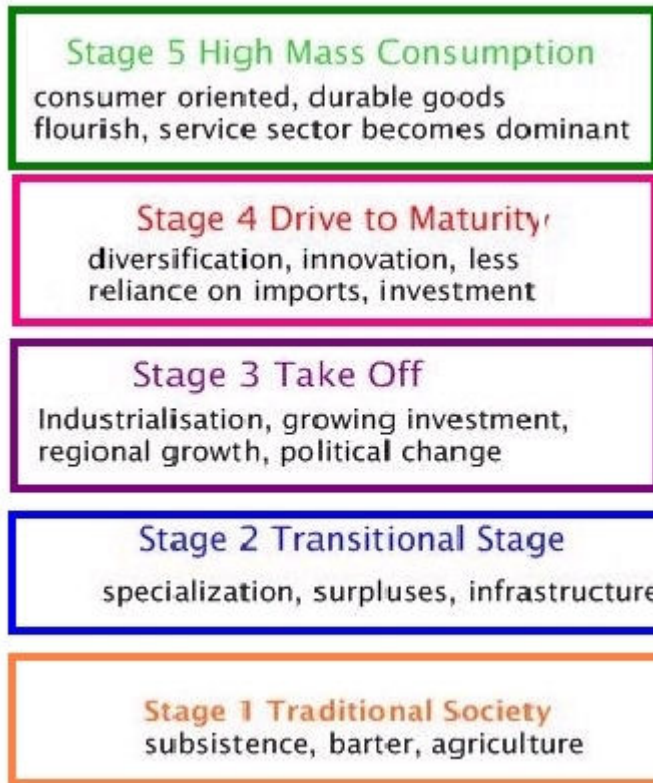 Stage 5 High Mass Consumption
consumer oriented, durable goods
flourish, service sector becomes dominant
Stage 4 Drive to Maturity
diversification, innovation, less
reliance on imports, investment
Stage 3 Take Off
Industrialisation, growing investment,
regional growth, political change
Stage 2 Transitional Stage
specialization, surpluses, infrastructure
Stage 1 Traditional Society
subsistence, barter, agriculture